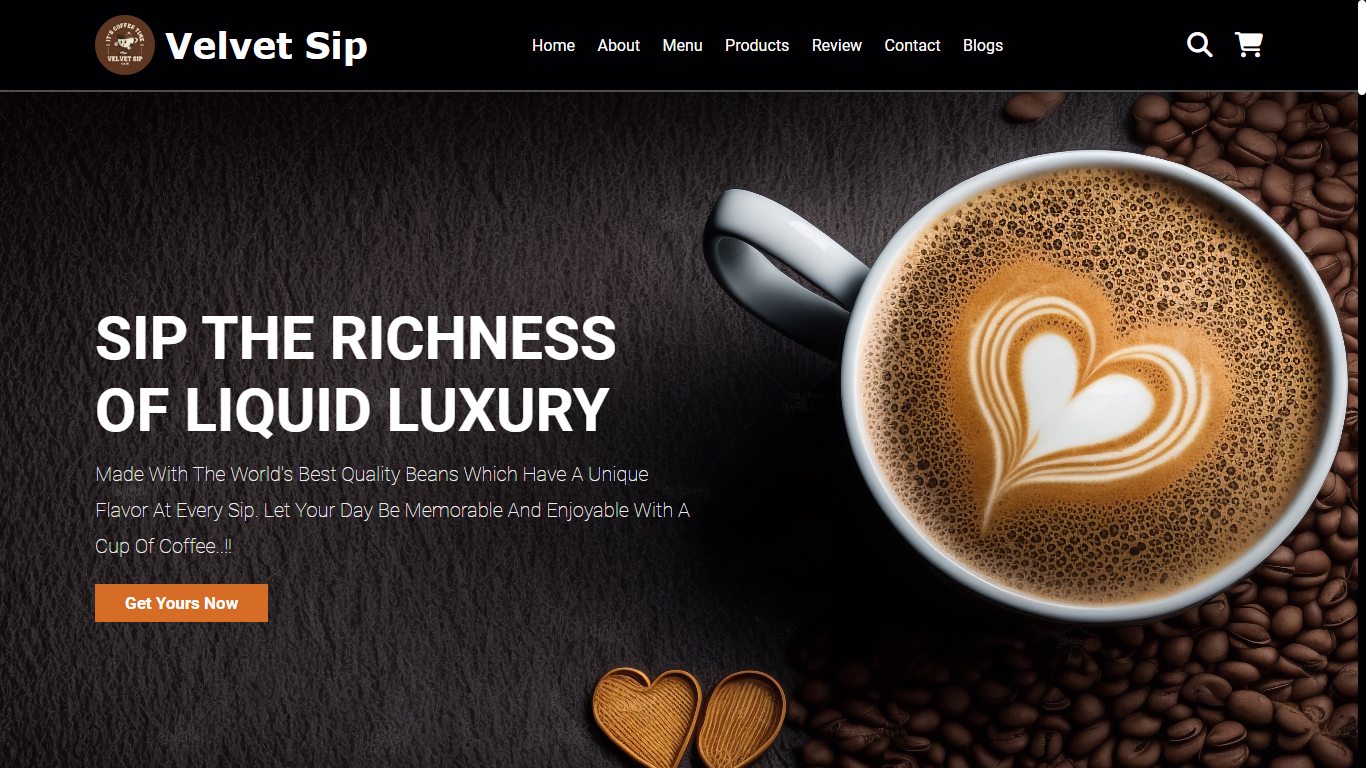 IT'S COFFEE TIME
VELVET SIP
Velvet Sip
Home About Menu Products Review Contact Blogs
SIP THE RICHNESS
OF LIQUID LUXURY
Made With The World's Best Quality Beans Which Have A Unique
Flavor At Every Sip. Let Your Day Be Memorable And Enjoyable With A
Cup Of Coffee..!!
Get Yours Now